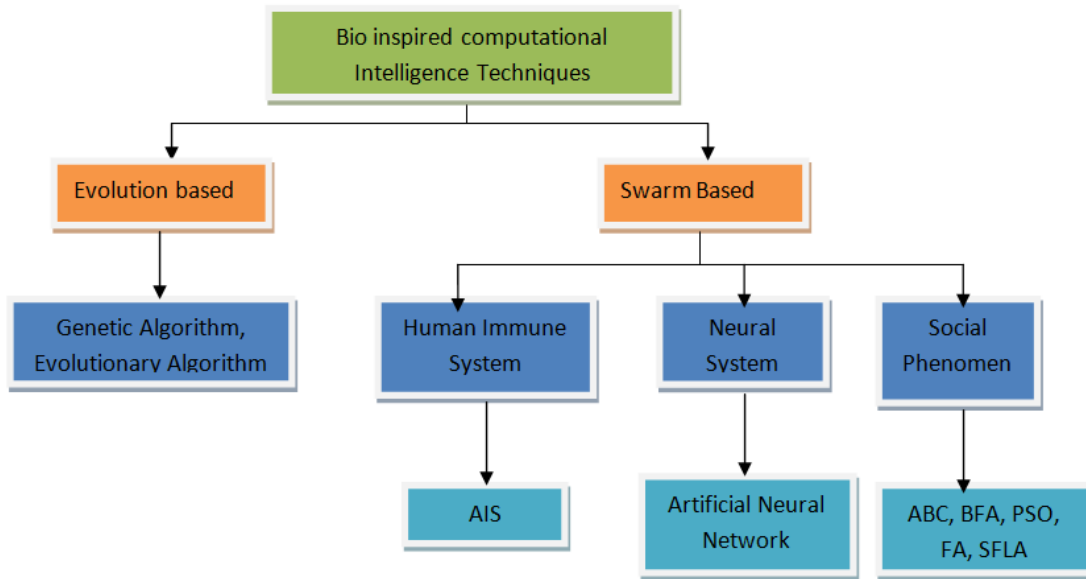 Bio inspired computational
Intelligence Techniques
Evolution based
Swarm Based
Genetic Algorithm,
Evolutionary Algorithm
Human Immune
System
Neural
System
Social
Phenomen
AIS
Artificial Neural
Network
ABC, BFA, PSO,
FA, SFLA